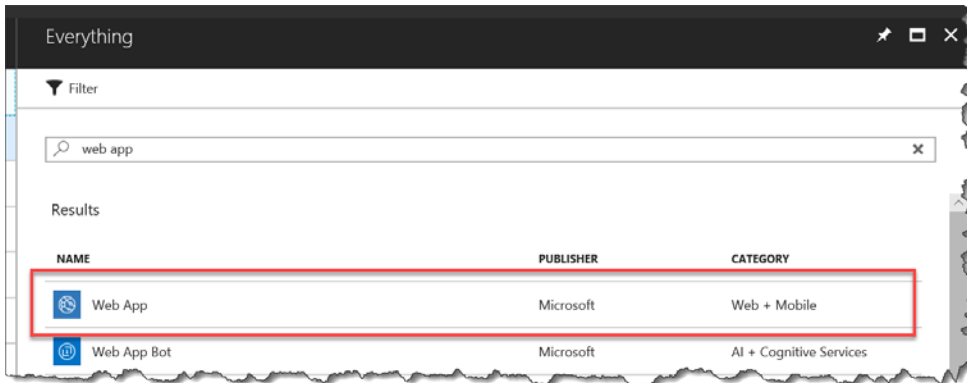 Everything
Filter
web app
Results
NAME PUBLISHER CATEGORY
Web App Microsoft Web + Mobile
Web App Bot Microsoft AI + Cognitive Services